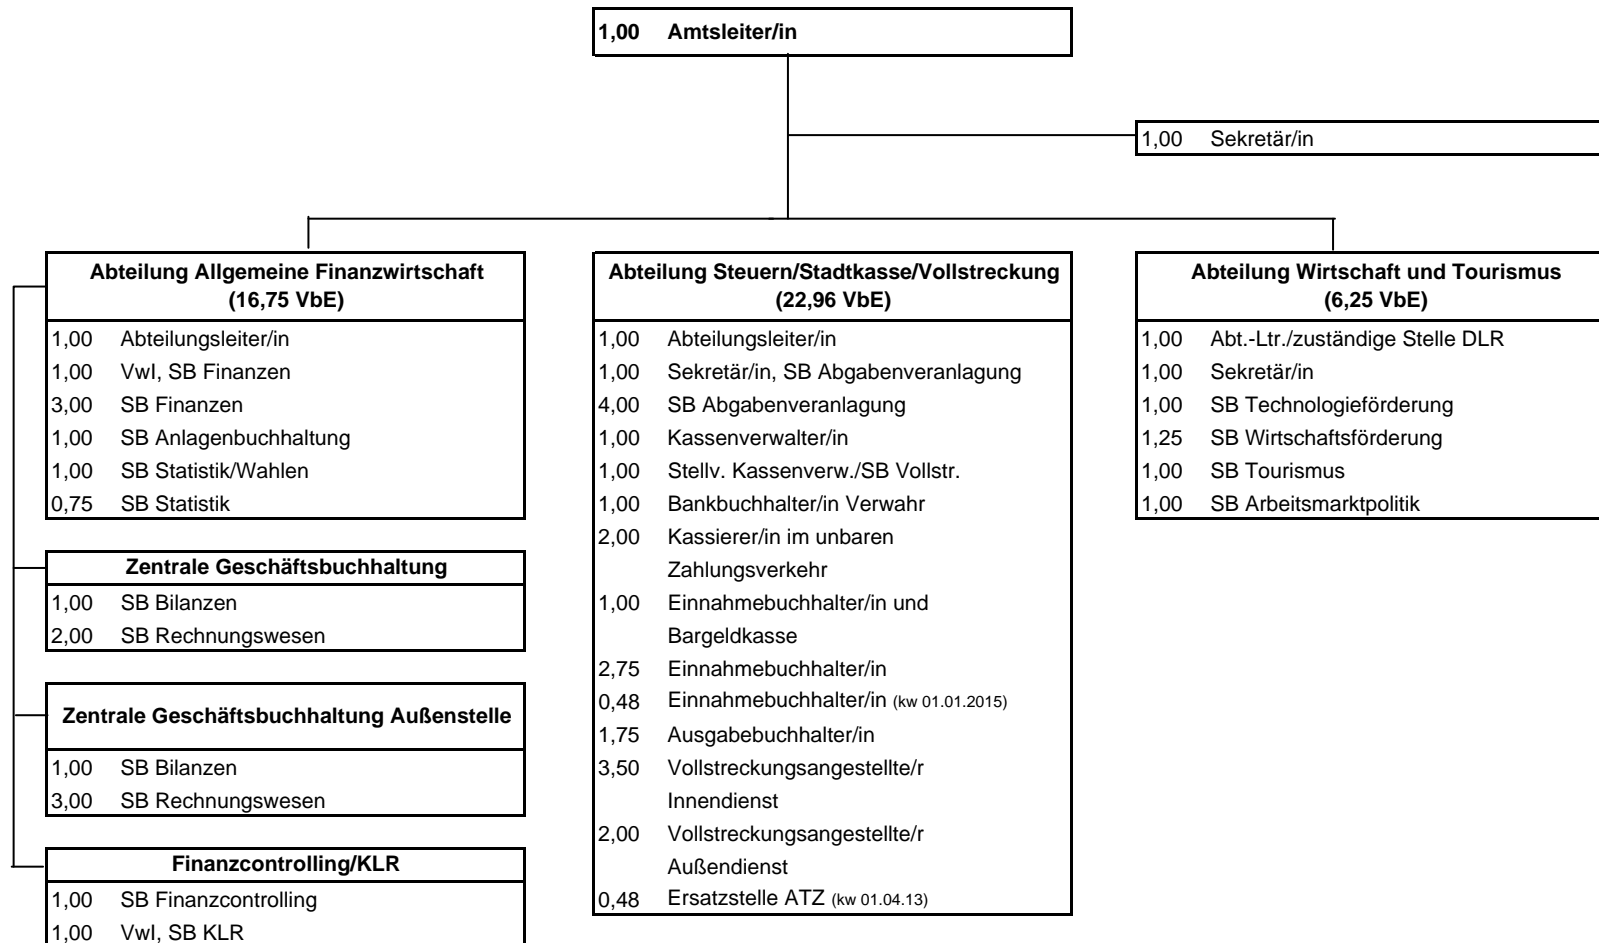 1,00 Amtsleiter/in
1,00 Sekretär/in
Abteilung Allgemeine Finanzwirtschaft
(16,75 VbE)
1,00 Abteilungsleiter/in
1,00 VwI, SB Finanzen
3,00 SB Finanzen
1,00 SB Anlagenbuchhaltung
1,00 SB Statistik/Wahlen
0,75 SB Statistik
Zentrale Geschäftsbuchhaltung
1,00 SB Bilanzen
2,00 SB Rechnungswesen
Zentrale Geschäftsbuchhaltung Außenstelle
1,00 SB Bilanzen
3,00 SB Rechnungswesen
Finanzcontrolling/KLR
1,00 SB Finanzcontrolling
1,00 VwI, SB KLR
Abteilung Steuern/Stadtkasse/Vollstreckung
(22,96 VbE)
1,00 Abteilungsleiter/in
1,00 Sekretär/in, SB Abgabenveranlagung
4,00 SB Abgabenveranlagung
1,00 Kassenverwalter/in
1,00 Stellv. Kassenverw./SB Vollstr.
1,00 Bankbuchhalter/in Verwahr
2,00 Kassierer/in im unbaren
Zahlungsverkehr
1,00 Einnahmebuchhalter/in und
Bargeldkasse
2,75 Einnahmebuchhalter/in
0,48 Einnahmebuchhalter/in (kw 01.01.2015)
1,75 Ausgabebuchhalter/in
3,50 Vollstreckungsangestellte/r
Innendienst
2,00 Vollstreckungsangestellte/r
Außendienst
0,48 Ersatzstelle ATZ (kw 01.04.13)
Abteilung Wirtschaft und Tourismus
(6,25 VbE)
1,00 Abt.-Ltr./zuständige Stelle DLR
1,00 Sekretär/in
1,00 SB Technologieförderung
1,25 SB Wirtschaftsförderung
1,00 SB Tourismus
1,00 SB Arbeitsmarktpolitik